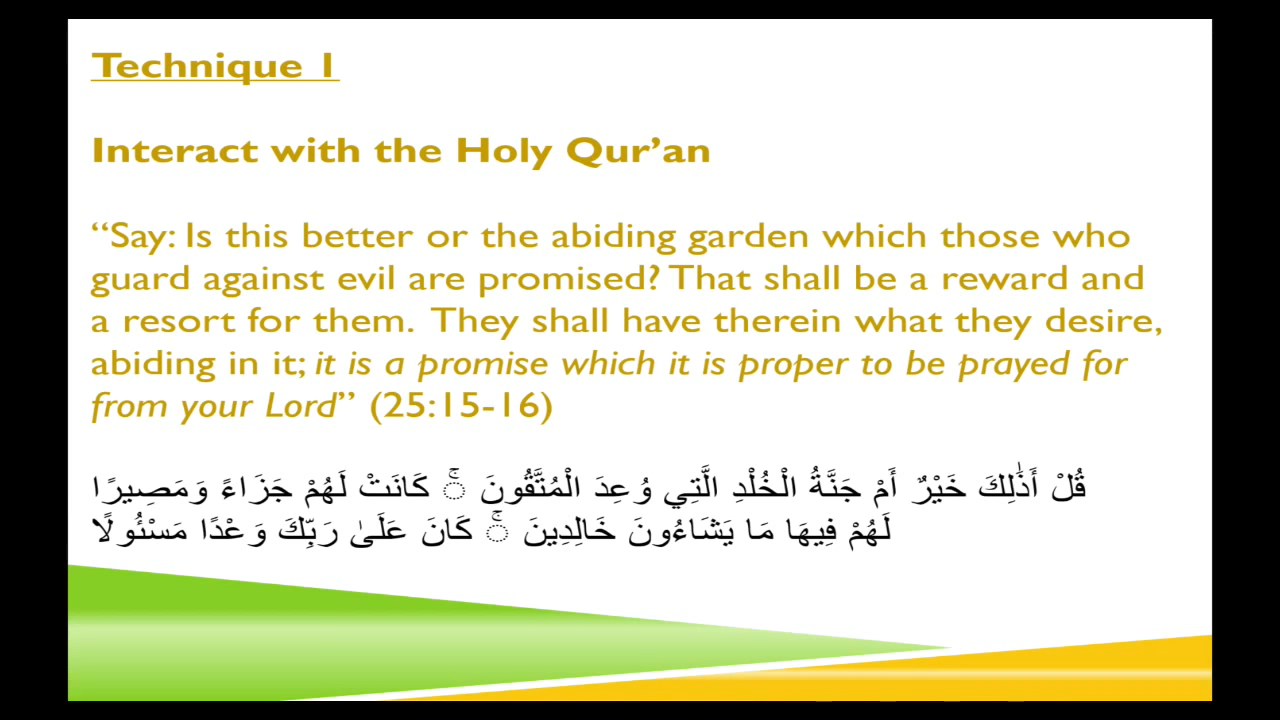 Technique 1
Interact with the Holy Qur’an
“Say: Is this better or the abiding garden which those who
guard against evil are promised? That shall be a reward and
a resort for them. They shall have therein what they desire,
abiding in it; it is a promise which it is proper to be prayed for
from your Lord” (25:15-16)
قُلْ أَذَٰلِكَ خَيْرٌ أَمْ جَنَّةُ الْخُلْدِ الَّتِي وُعِدَ الْمُتَّقُونَ ۚ كَانَتْ لَهُمْ جَزَاءً وَمَصِيرًا
لَهُمْ فِيهَا مَا يَشَاءُونَ خَالِدِينَ ۚ كَانَ عَلَىٰ رَبِّكَ وَعْدًا مَسْئُولًا